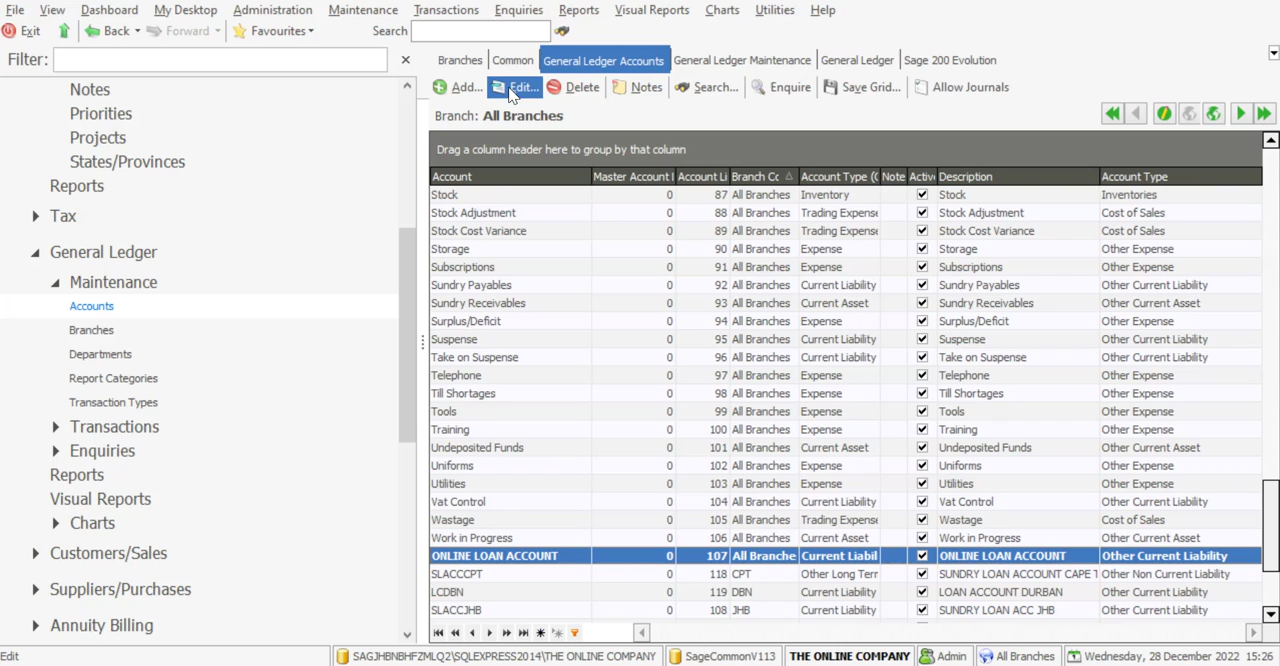 File View Dashboard My Desktop Administration Maintenance Transactions Enquiries Reports Visual Reports Charts Utilities Help
Exit Back Forward Favourites Search
Filter:
Notes
Priorities
Projects
States/Provinces
Reports
Tax
General Ledger
Maintenance
Accounts
Branches
Departments
Report Categories
Transaction Types
Transactions
Enquiries
Reports
Visual Reports
Charts
Customers/Sales
Suppliers/Purchases
Annuity Billing
Branches Common General Ledger Accounts General Ledger Maintenance General Ledger Sage 200 Evolution
Add... Edit... Delete Notes Search... Enquire Save Grid... Allow Journals
Branch: All Branches
Drag a column header here to group by that column
Account Master Account I Account Li Branch Cc Account Type (C Note Activ Description Account Type
Stock 87 All Branches Inventory Stock Inventories
Stock Adjustment 0 88 All Branches Trading Expense Stock Adjustment Cost of Sales
Stock Cost Variance 0 89 All Branches Trading Expense Stock Cost Variance Cost of Sales
Storage 0 90 All Branches Expense Storage Other Expense
Subscriptions 0 91 All Branches Expense Subscriptions Other Expense
Sundry Payables 0 92 All Branches Current Liability Sundry Payables Other Current Liability
Sundry Receivables 0 93 All Branches Current Asset Sundry Receivables Other Current Asset
Surplus/Deficit 0 94 All Branches Expense Surplus/Deficit Other Expense
Suspense 0 95 All Branches Current Liability Suspense Other Current Liability
Take on Suspense 0 96 All Branches Current Liability Take on Suspense Other Current Liability
Telephone 0 97 All Branches Expense Telephone Other Expense
Till Shortages 0 98 All Branches Expense Till Shortages Other Expense
Tools 0 99 All Branches Expense Tools Other Expense
Training 0 100 All Branches Expense Training Other Expense
Undeposited Funds 0 101 All Branches Current Asset Undeposited Funds Other Current Asset
Uniforms 0 102 All Branches Expense Uniforms Other Expense
Utilities 0 103 All Branches Expense Utilities Other Expense
Vat Control 0 104 All Branches Current Liability Vat Control Other Current Liability
Wastage 0 105 All Branches Trading Expense Wastage Cost of Sales
Work in Progress 0 106 All Branches Current Asset Work in Progress Other Current Asset
ONLINE LOAN ACCOUNT 0 107 All Branche Current Liabil ONLINE LOAN ACCOUNT Other Current Liability
SLACCCPT 0 118 CPT Other Long Terr SUNDRY LOAN ACCOUNT CAPE T Other Non Current Liability
LCDBN 0 119 DBN Current Liability LOAN ACCOUNT DURBAN Other Current Liability
SLACCJHB 0 108 JHB Current Liability SUNDRY LOAN ACC JHB Other Current Liability
Edit SAGJHBNBHFZMLQ2\SQLEXPRESS2014\THE ONLINE COMPANY SageCommonV113 THE ONLINE COMPANY Admin All Branches Wednesday, 28 December 2022 15:26